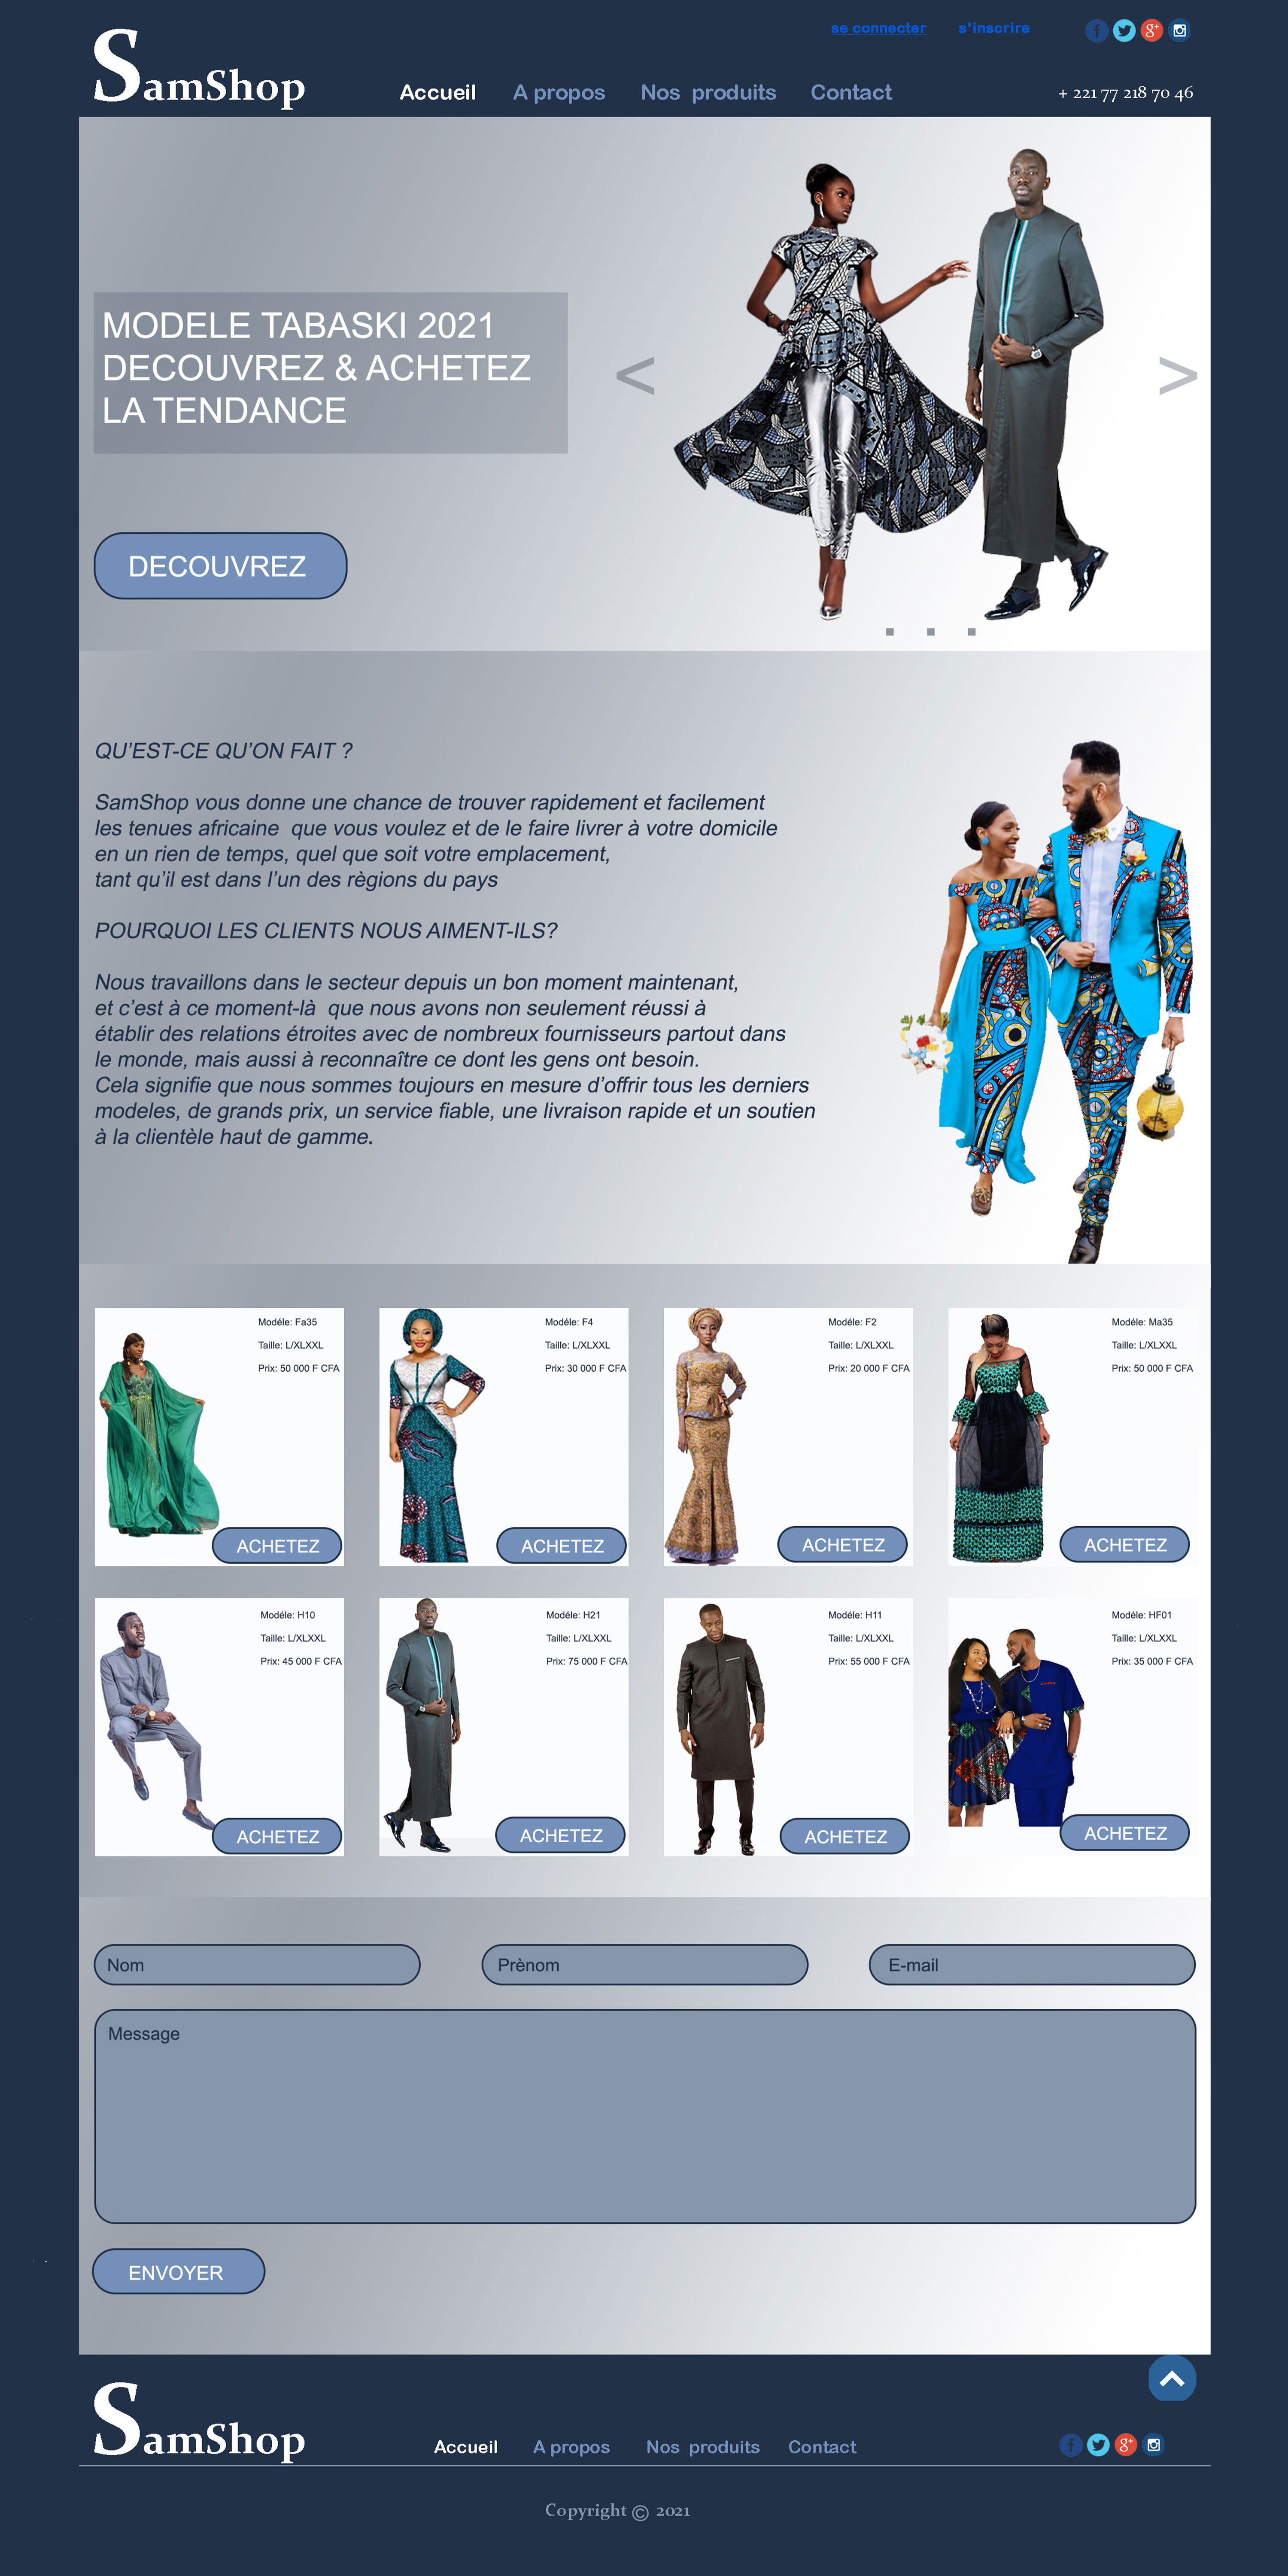 se connecter s'inscrire
SamShop
Accueil A propos Nos produits Contact
+ 221 77 218 70 46
MODELE TABASKI 2021
DECOUVREZ & ACHETEZ
LA TENDANCE
< >
DECOUVREZ
QU'EST-CE QU'ON FAIT ?
SamShop vous donne une chance de trouver rapidement et facilement
les tenues africaine que vous voulez et de le faire livrer à votre domicile
en un rien de temps, quel que soit votre emplacement,
tant qu'il est dans l'un des règions du pays
POURQUOI LES CLIENTS NOUS AIMENT-ILS?
Nous travaillons dans le secteur depuis un bon moment maintenant,
et c'est à ce moment-là que nous avons non seulement réussi à
établir des relations étroites avec de nombreux fournisseurs partout dans
le monde, mais aussi à reconnaître ce dont les gens ont besoin.
Cela signifie que nous sommes toujours en mesure d'offrir tous les derniers
modeles, de grands prix, un service fiable, une livraison rapide et un soutien
à la clientèle haut de gamme.
Modéle: Fa35
Taille: L/XLXXL
Prix: 50 000 F CFA
ACHETEZ
Modéle: F4
Taille: L/XLXXL
Prix: 30 000 F CFA
ACHETEZ
Modéle: F2
Taille: L/XLXXL
Prix: 20 000 F CFA
ACHETEZ
Modéle: Ma35
Taille: L/XLXXL
Prix: 50 000 F CFA
ACHETEZ
Modéle: H10
Taille: L/XLXXL
Prix: 45 000 F CFA
ACHETEZ
Modéle: H21
Taille: L/XLXXL
Prix: 75 000 F CFA
ACHETEZ
Modéle: H11
Taille: L/XLXXL
Prix: 55 000 F CFA
ACHETEZ
Modéle: HF01
Taille: L/XLXXL
Prix: 35 000 F CFA
ACHETEZ
Nom Prènom E-mail
Message
ENVOYER
SamShop
Accueil A propos Nos produits Contact
Copyright © 2021